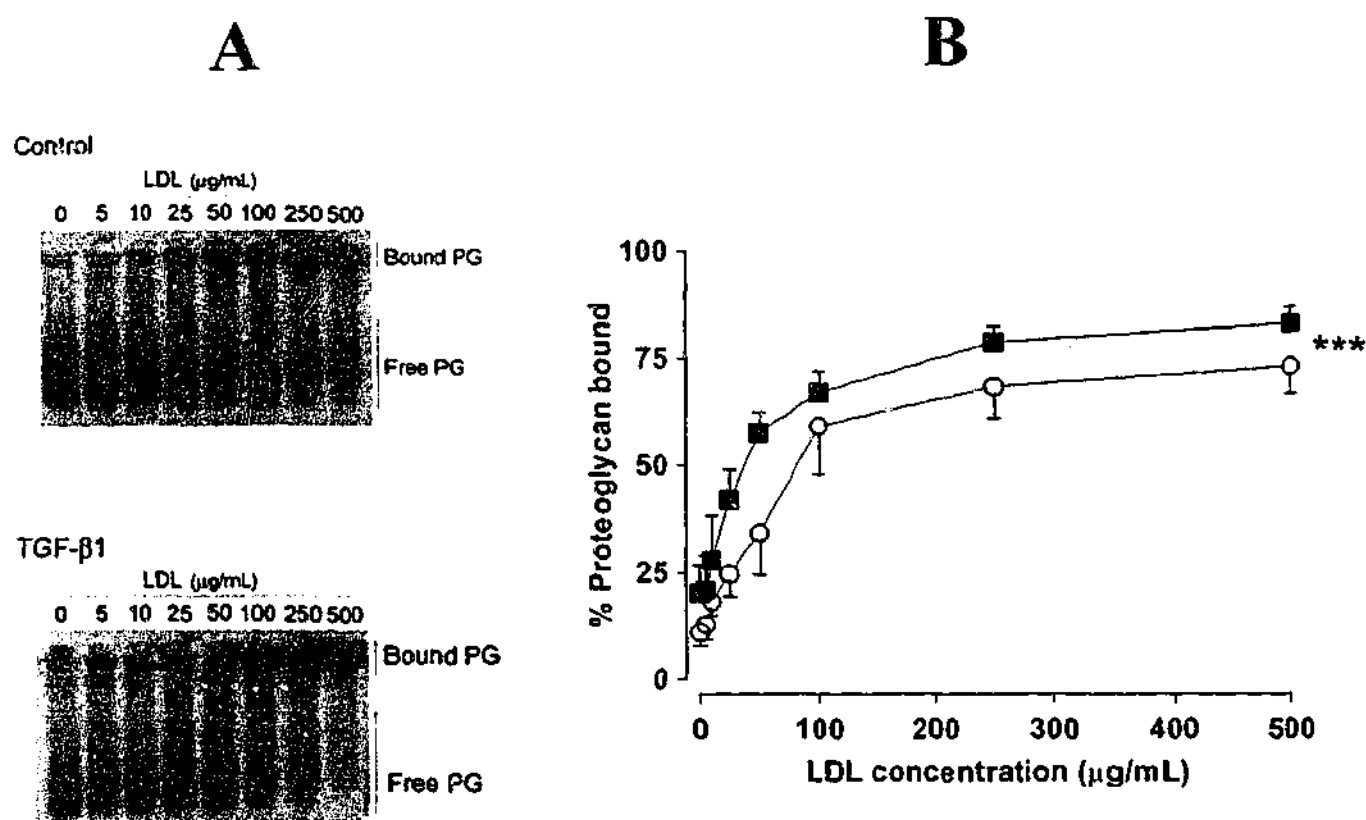 A
B
Control
LDL (µg/mL)
0 5 10 25 50 100 250 500
Bound PG
Free PG
TGF-β1
LDL (µg/mL)
0 5 10 25 50 100 250 500
Bound PG
Free PG
% Proteoglycan bound
100
75
50
25
0
***
0 100 200 300 400 500
LDL concentration (µg/mL)